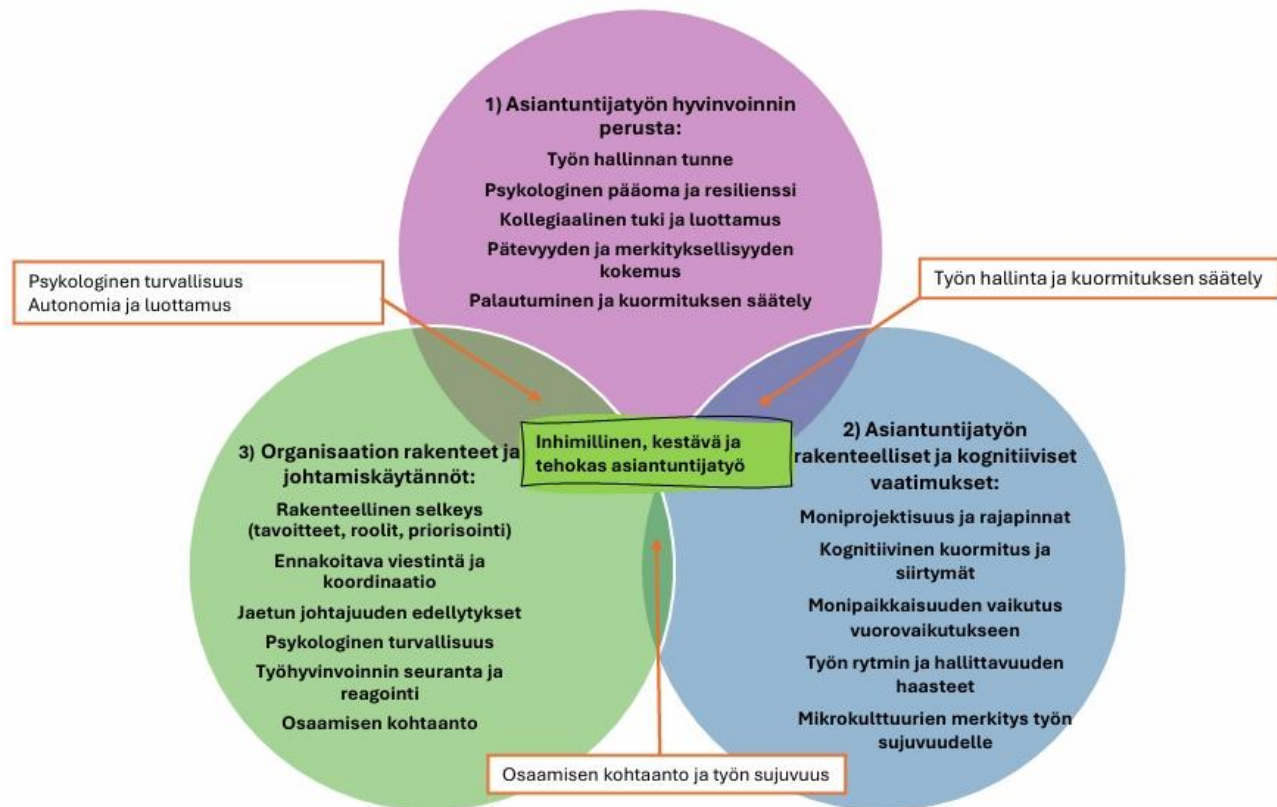 1) Asiantuntijatyön hyvinvoinnin
perusta:
Työn hallinnan tunne
Psykologinen pääoma ja resilienssi
Kollegiaalinen tuki ja luottamus
Pätevyyden ja merkityksellisyyden
kokemus
Palautuminen ja kuormituksen säätely
Psykologinen turvallisuus
Autonomia ja luottamus
Työn hallinta ja kuormituksen säätely
Inhimillinen, kestävä ja
tehokas asiantuntijatyö
3) Organisaation rakenteet ja
johtamiskäytännöt:
Rakenteellinen selkeys
(tavoitteet, roolit, priorisointi)
Ennakoitava viestintä ja
koordinaatio
Jaetun johtajuuden edellytykset
Psykologinen turvallisuus
Työhyvinvoinnin seuranta ja
reagointi
Osaamisen kohtaanto
2) Asiantuntijatyön
rakenteelliset ja kognitiiviset
vaatimukset:
Moniprojektisuus ja rajapinnat
Kognitiivinen kuormitus ja
siirtymät
Monipaikkaisuuden vaikutus
vuorovaikutukseen
Työn rytmin ja hallittavuuden
haasteet
Mikrokulttuurien merkitys työn
sujuvuudelle
Osaamisen kohtaanto ja työn sujuvuus